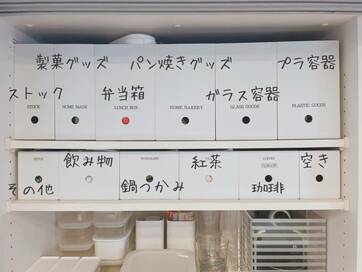 製菓グッズ パン焼きグッズ プラ容器
ストック 弁当箱 ガラス容器
STOCK HOME MADE LUNCH BOX HOME BAKERY GLASS GOODS PLASTIC GOODS
飲み物 紅茶 空き
その他 鍋つかみ 珈琲